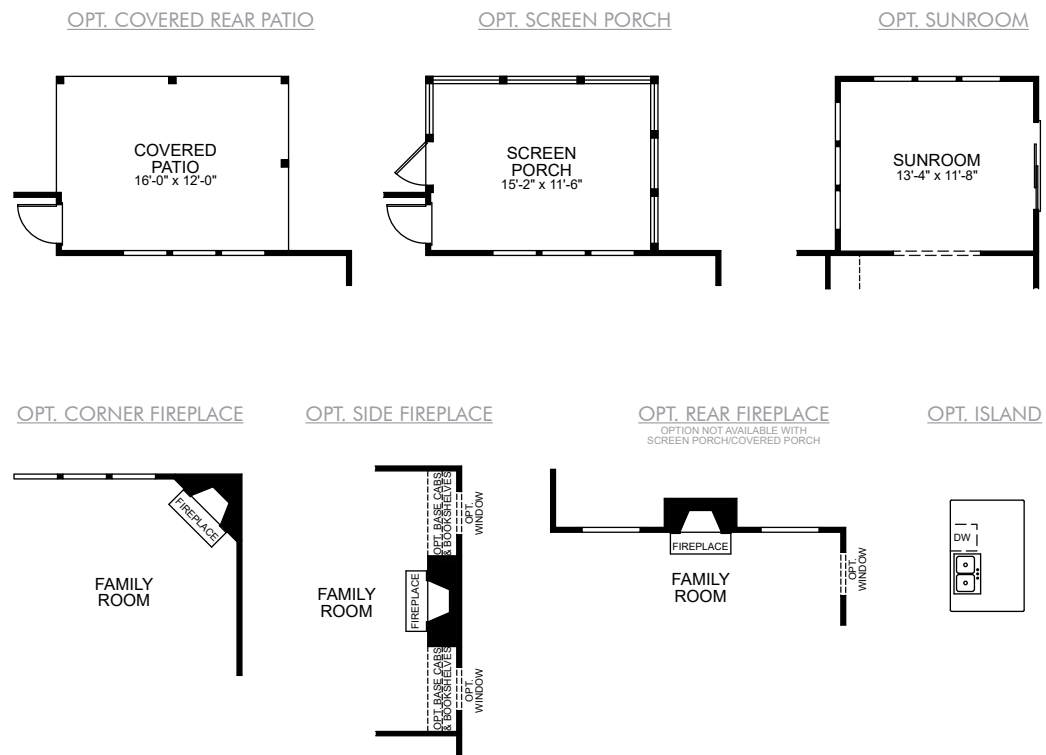 OPT. COVERED REAR PATIO
OPT. SCREEN PORCH
OPT. SUNROOM
COVERED
PATIO
16'-0" x 12'-0"
SCREEN
PORCH
15'-2" x 11'-6"
SUNROOM
13'-4" x 11'-8"
OPT. CORNER FIREPLACE
OPT. SIDE FIREPLACE
OPT. REAR FIREPLACE
OPTION NOT AVAILABLE WITH
SCREEN PORCH/COVERED PORCH
OPT. ISLAND
FIREPLACE
FAMILY
ROOM
OPT. BASE CABS
& BOOKSHELVES
OPT.
WINDOW
FIREPLACE
FAMILY
ROOM
OPT. BASE CABS
& BOOKSHELVES
OPT.
WINDOW
FIREPLACE
FAMILY
ROOM
OPT.
WINDOW
DW